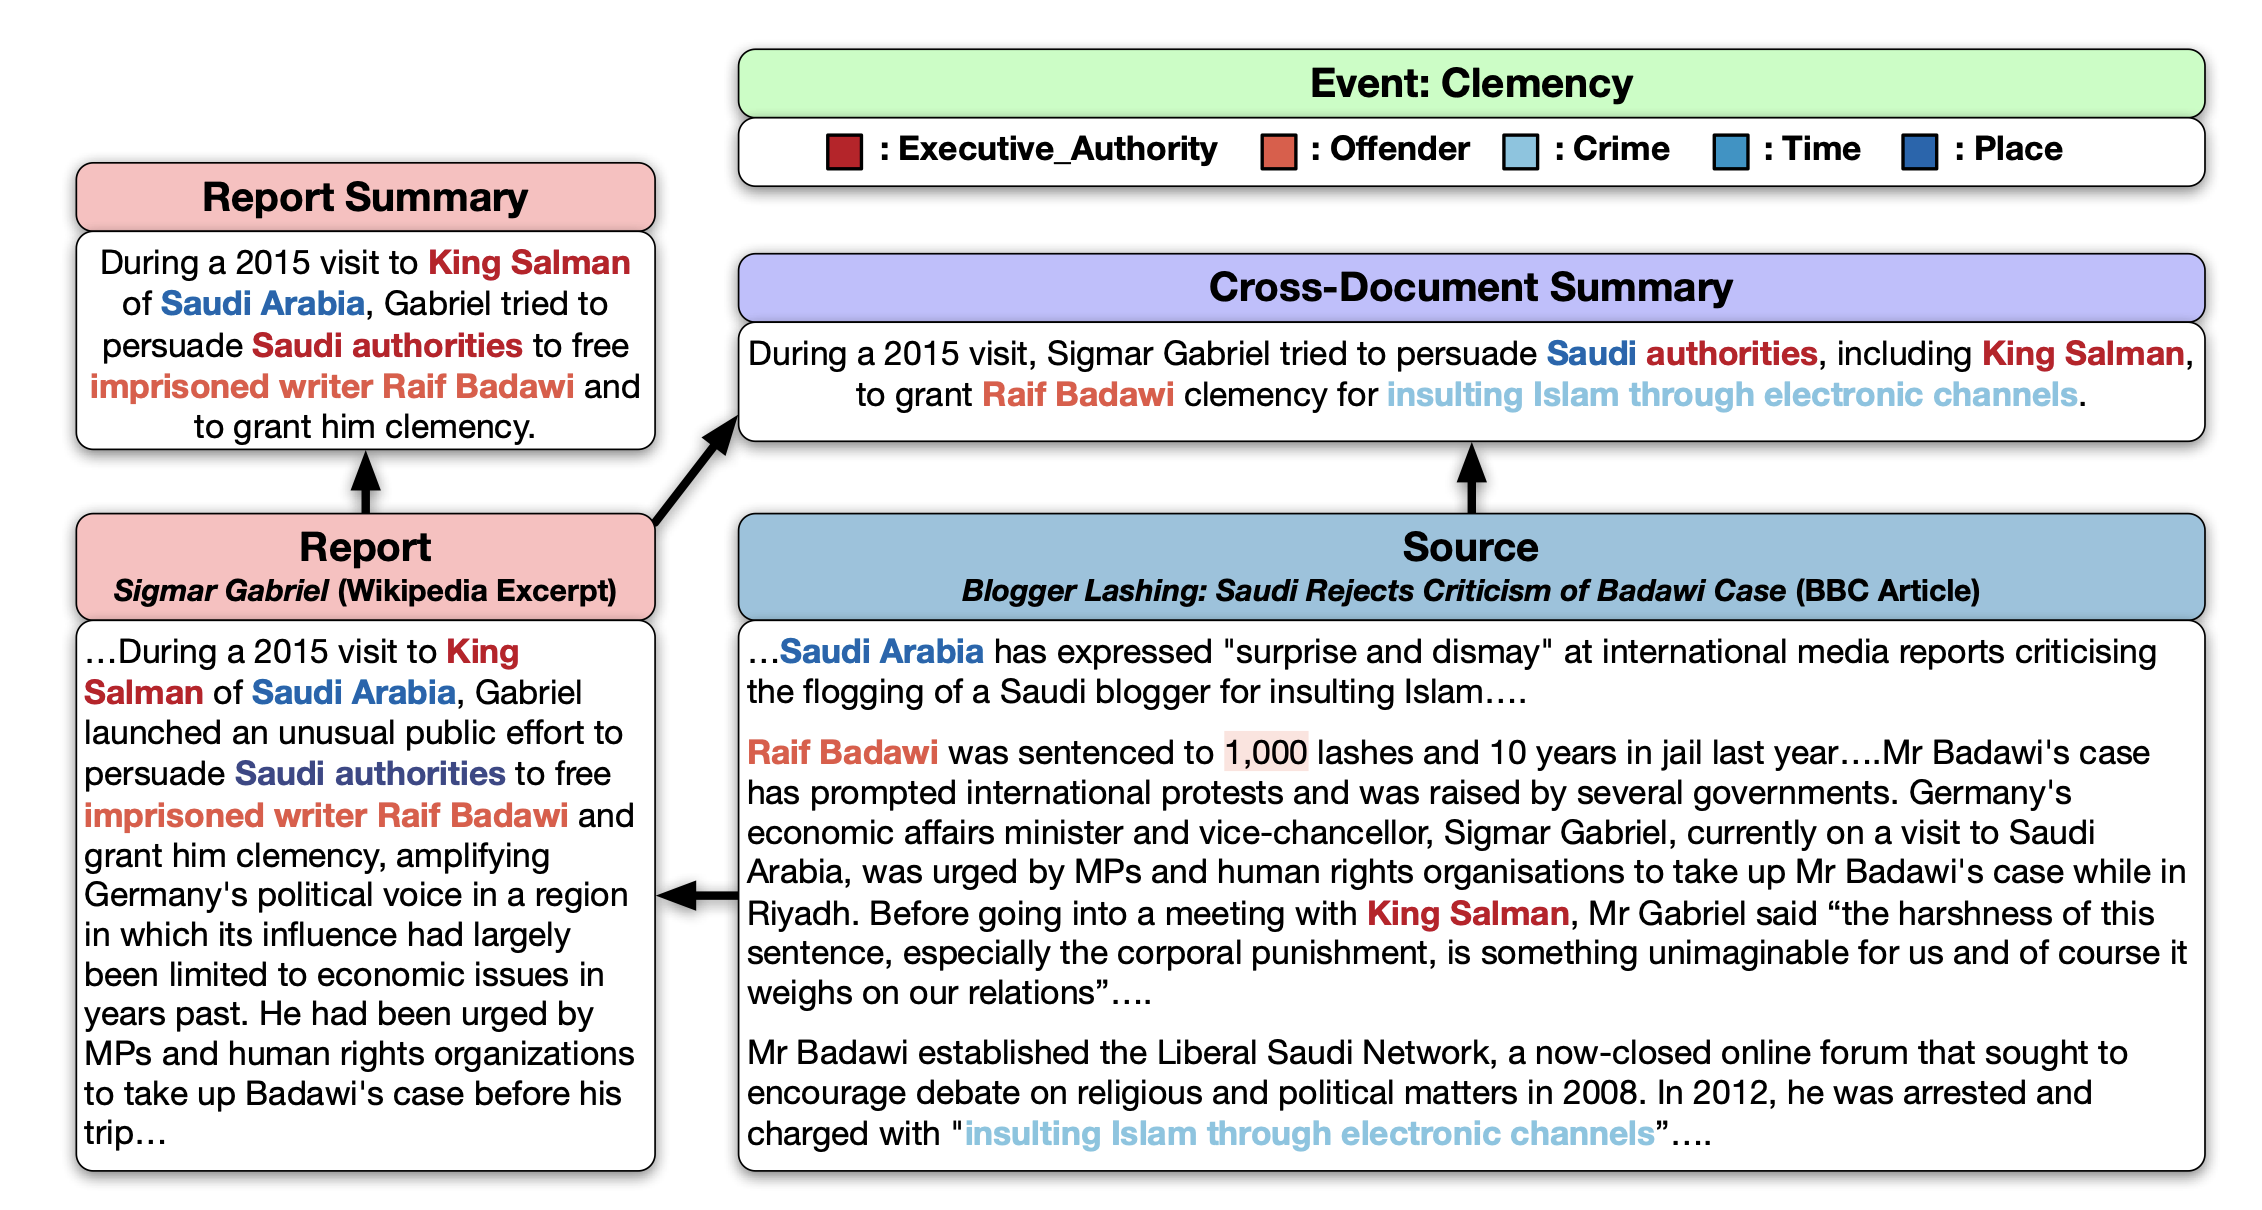 Event: Clemency
: Executive_Authority : Offender : Crime : Time : Place
Report Summary
During a 2015 visit to King Salman
of Saudi Arabia, Gabriel tried to
persuade Saudi authorities to free
imprisoned writer Raif Badawi and
to grant him clemency.
Cross-Document Summary
During a 2015 visit, Sigmar Gabriel tried to persuade Saudi authorities, including King Salman,
to grant Raif Badawi clemency for insulting Islam through electronic channels.
Report
Sigmar Gabriel (Wikipedia Excerpt)
…During a 2015 visit to King
Salman of Saudi Arabia, Gabriel
launched an unusual public effort to
persuade Saudi authorities to free
imprisoned writer Raif Badawi and
grant him clemency, amplifying
Germany's political voice in a region
in which its influence had largely
been limited to economic issues in
years past. He had been urged by
MPs and human rights organizations
to take up Badawi's case before his
trip…
Source
Blogger Lashing: Saudi Rejects Criticism of Badawi Case (BBC Article)
…Saudi Arabia has expressed "surprise and dismay" at international media reports criticising
the flogging of a Saudi blogger for insulting Islam….
Raif Badawi was sentenced to 1,000 lashes and 10 years in jail last year….Mr Badawi's case
has prompted international protests and was raised by several governments. Germany's
economic affairs minister and vice-chancellor, Sigmar Gabriel, currently on a visit to Saudi
Arabia, was urged by MPs and human rights organisations to take up Mr Badawi's case while in
Riyadh. Before going into a meeting with King Salman, Mr Gabriel said “the harshness of this
sentence, especially the corporal punishment, is something unimaginable for us and of course it
weighs on our relations”….
Mr Badawi established the Liberal Saudi Network, a now-closed online forum that sought to
encourage debate on religious and political matters in 2008. In 2012, he was arrested and
charged with "insulting Islam through electronic channels”….